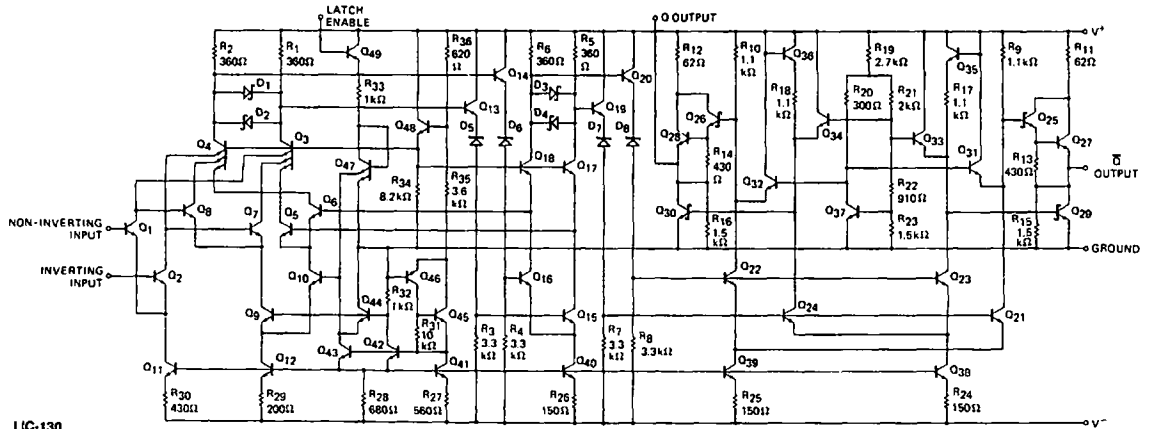 LATCH ENABLE
Q OUTPUT
V+
R2 360Ω
R1 360Ω
Q49
R36 620 Ω
R6 360Ω
R5 360 Ω
R12 62Ω
R10 1.1 kΩ
Q36
R19 2.7kΩ
Q35
R9 1.1kΩ
R11 62Ω
R33 1kΩ
Q14
Q20
D1
D2
D3
D4
Q13
Q19
D5
D6
D7
D8
R18 1.1 kΩ
R20 300Ω
R21 2kΩ
R17 1.1 kΩ
Q4
Q3
Q48
Q47
Q18
Q17
Q28
Q26
Q34
Q33
Q25
Q27
R14 430 Ω
R13 430Ω
Q̅ OUTPUT
R34 8.2kΩ
R35 3.6 kΩ
Q32
Q31
R22 910Ω
Q8
Q7
Q5
Q6
Q30
R16 1.5 kΩ
Q37
R23 1.5kΩ
R15 1.5 kΩ
Q29
NON-INVERTING INPUT
Q1
GROUND
INVERTING INPUT
Q2
Q10
Q46
Q16
Q22
Q23
R32 1kΩ
Q9
Q44
R31 10 kΩ
Q45
R3 3.3 kΩ
R4 3.3 kΩ
Q15
R7 3.3 kΩ
R8 3.3kΩ
Q24
Q21
Q43
Q42
Q11
Q12
Q41
Q40
Q39
Q38
R30 430Ω
R29 200Ω
R28 680Ω
R27 560Ω
R26 150Ω
R25 150Ω
R24 150Ω
V−
LIC-130